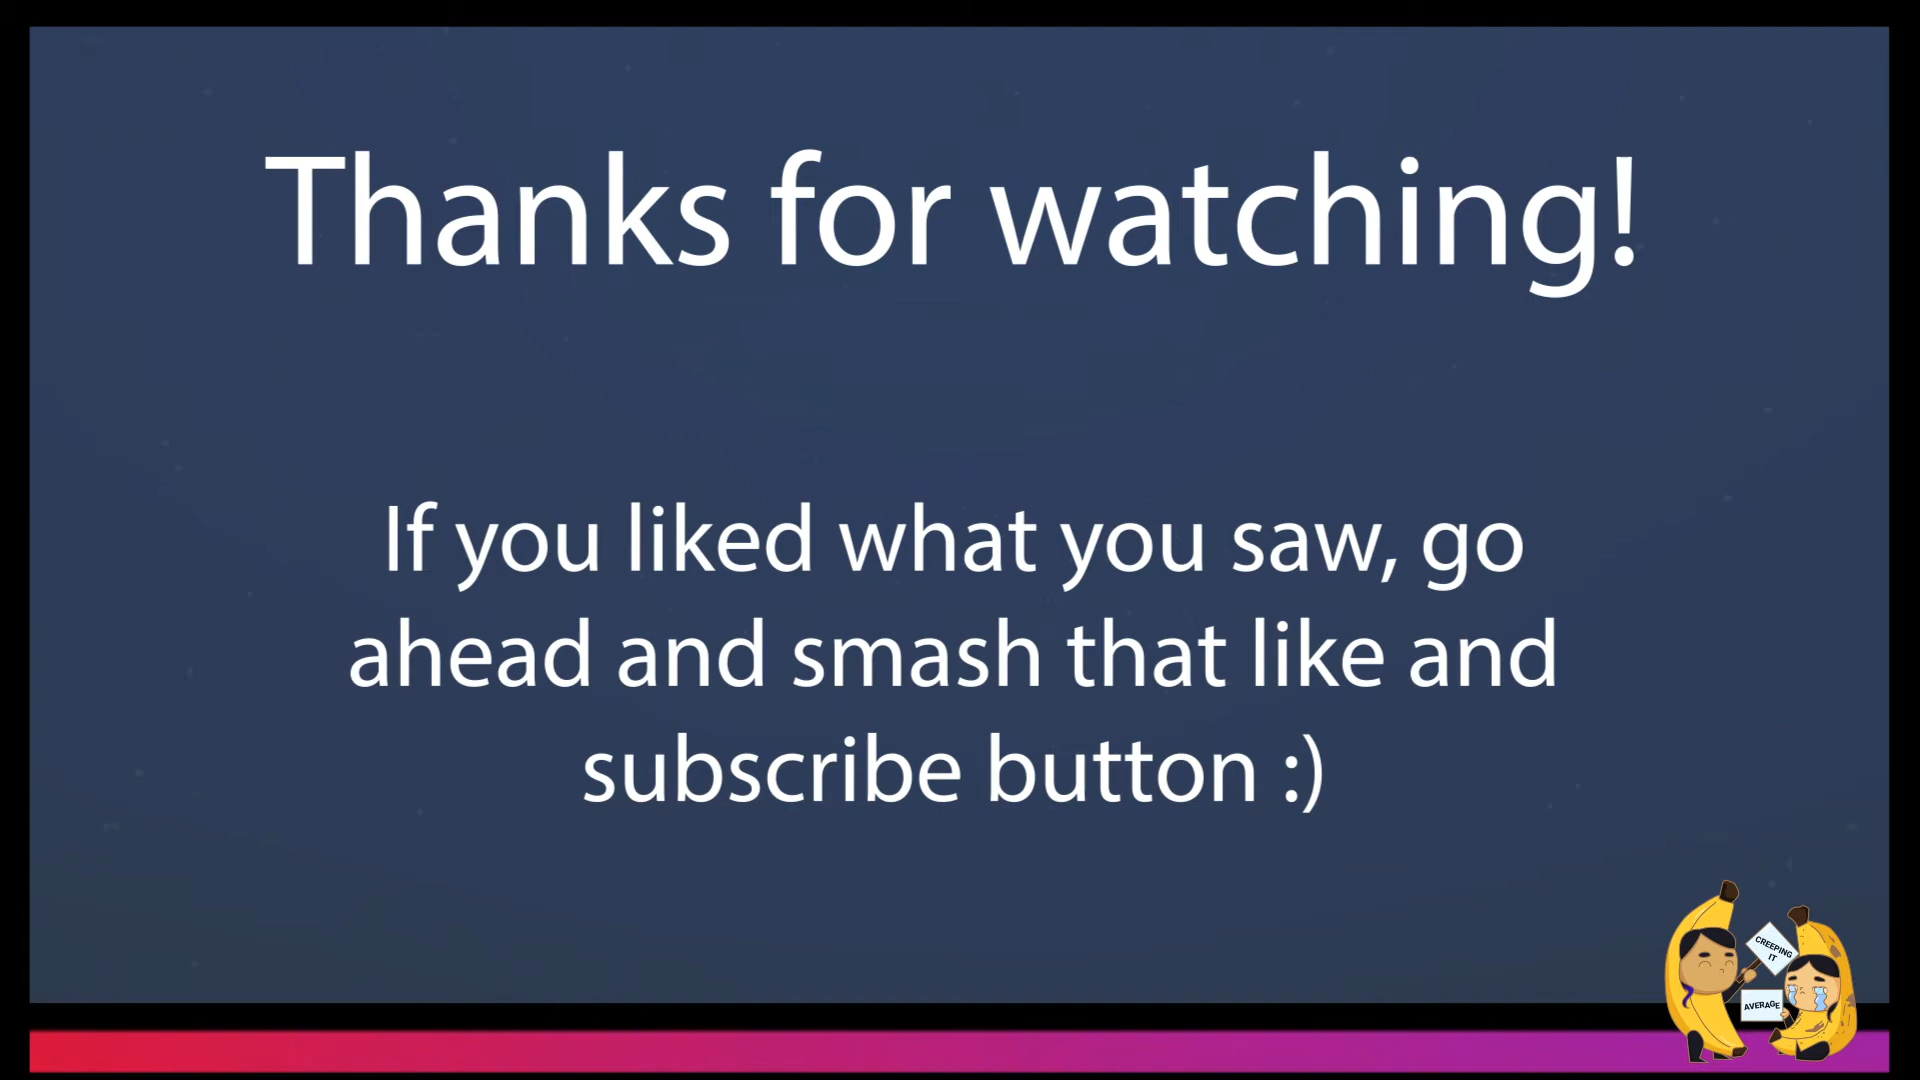 Thanks for watching!
If you liked what you saw, go
ahead and smash that like and
subscribe button :)
CREEPING
IT
AVERAGE